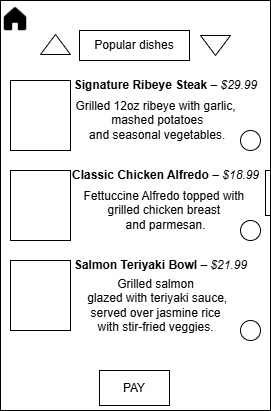 Popular dishes
Signature Ribeye Steak – $29.99
Grilled 12oz ribeye with garlic,
mashed potatoes
and seasonal vegetables.
Classic Chicken Alfredo – $18.99
Fettuccine Alfredo topped with
grilled chicken breast
and parmesan.
Salmon Teriyaki Bowl – $21.99
Grilled salmon
glazed with teriyaki sauce,
served over jasmine rice
with stir-fried veggies.
PAY